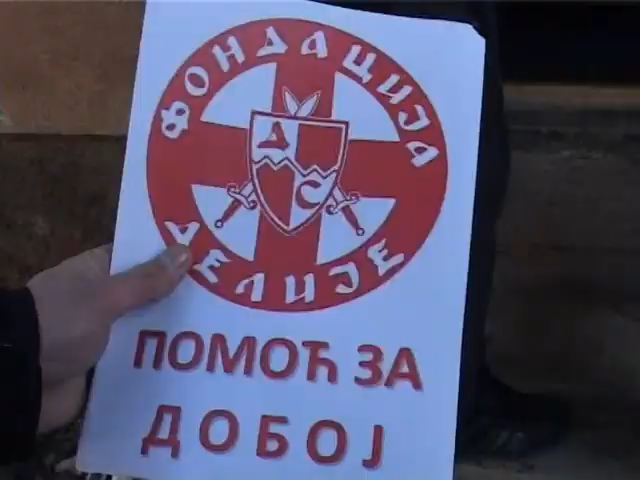 ФОНДАЦИЈА
ДЕЛИЈЕ
Д
С
ПОМОЋ ЗА
ДОБОЈ